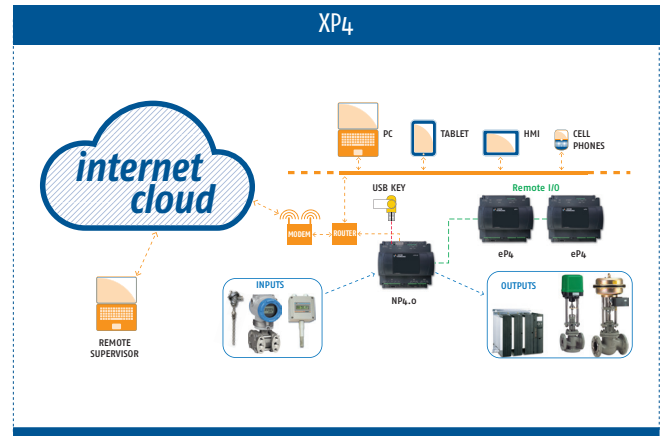 XP4
internet
cloud
PC
TABLET
HMI
CELL
PHONES
USB KEY
Remote I/O
MODEM
ROUTER
eP4
eP4
INPUTS
NP4.0
OUTPUTS
REMOTE
SUPERVISOR